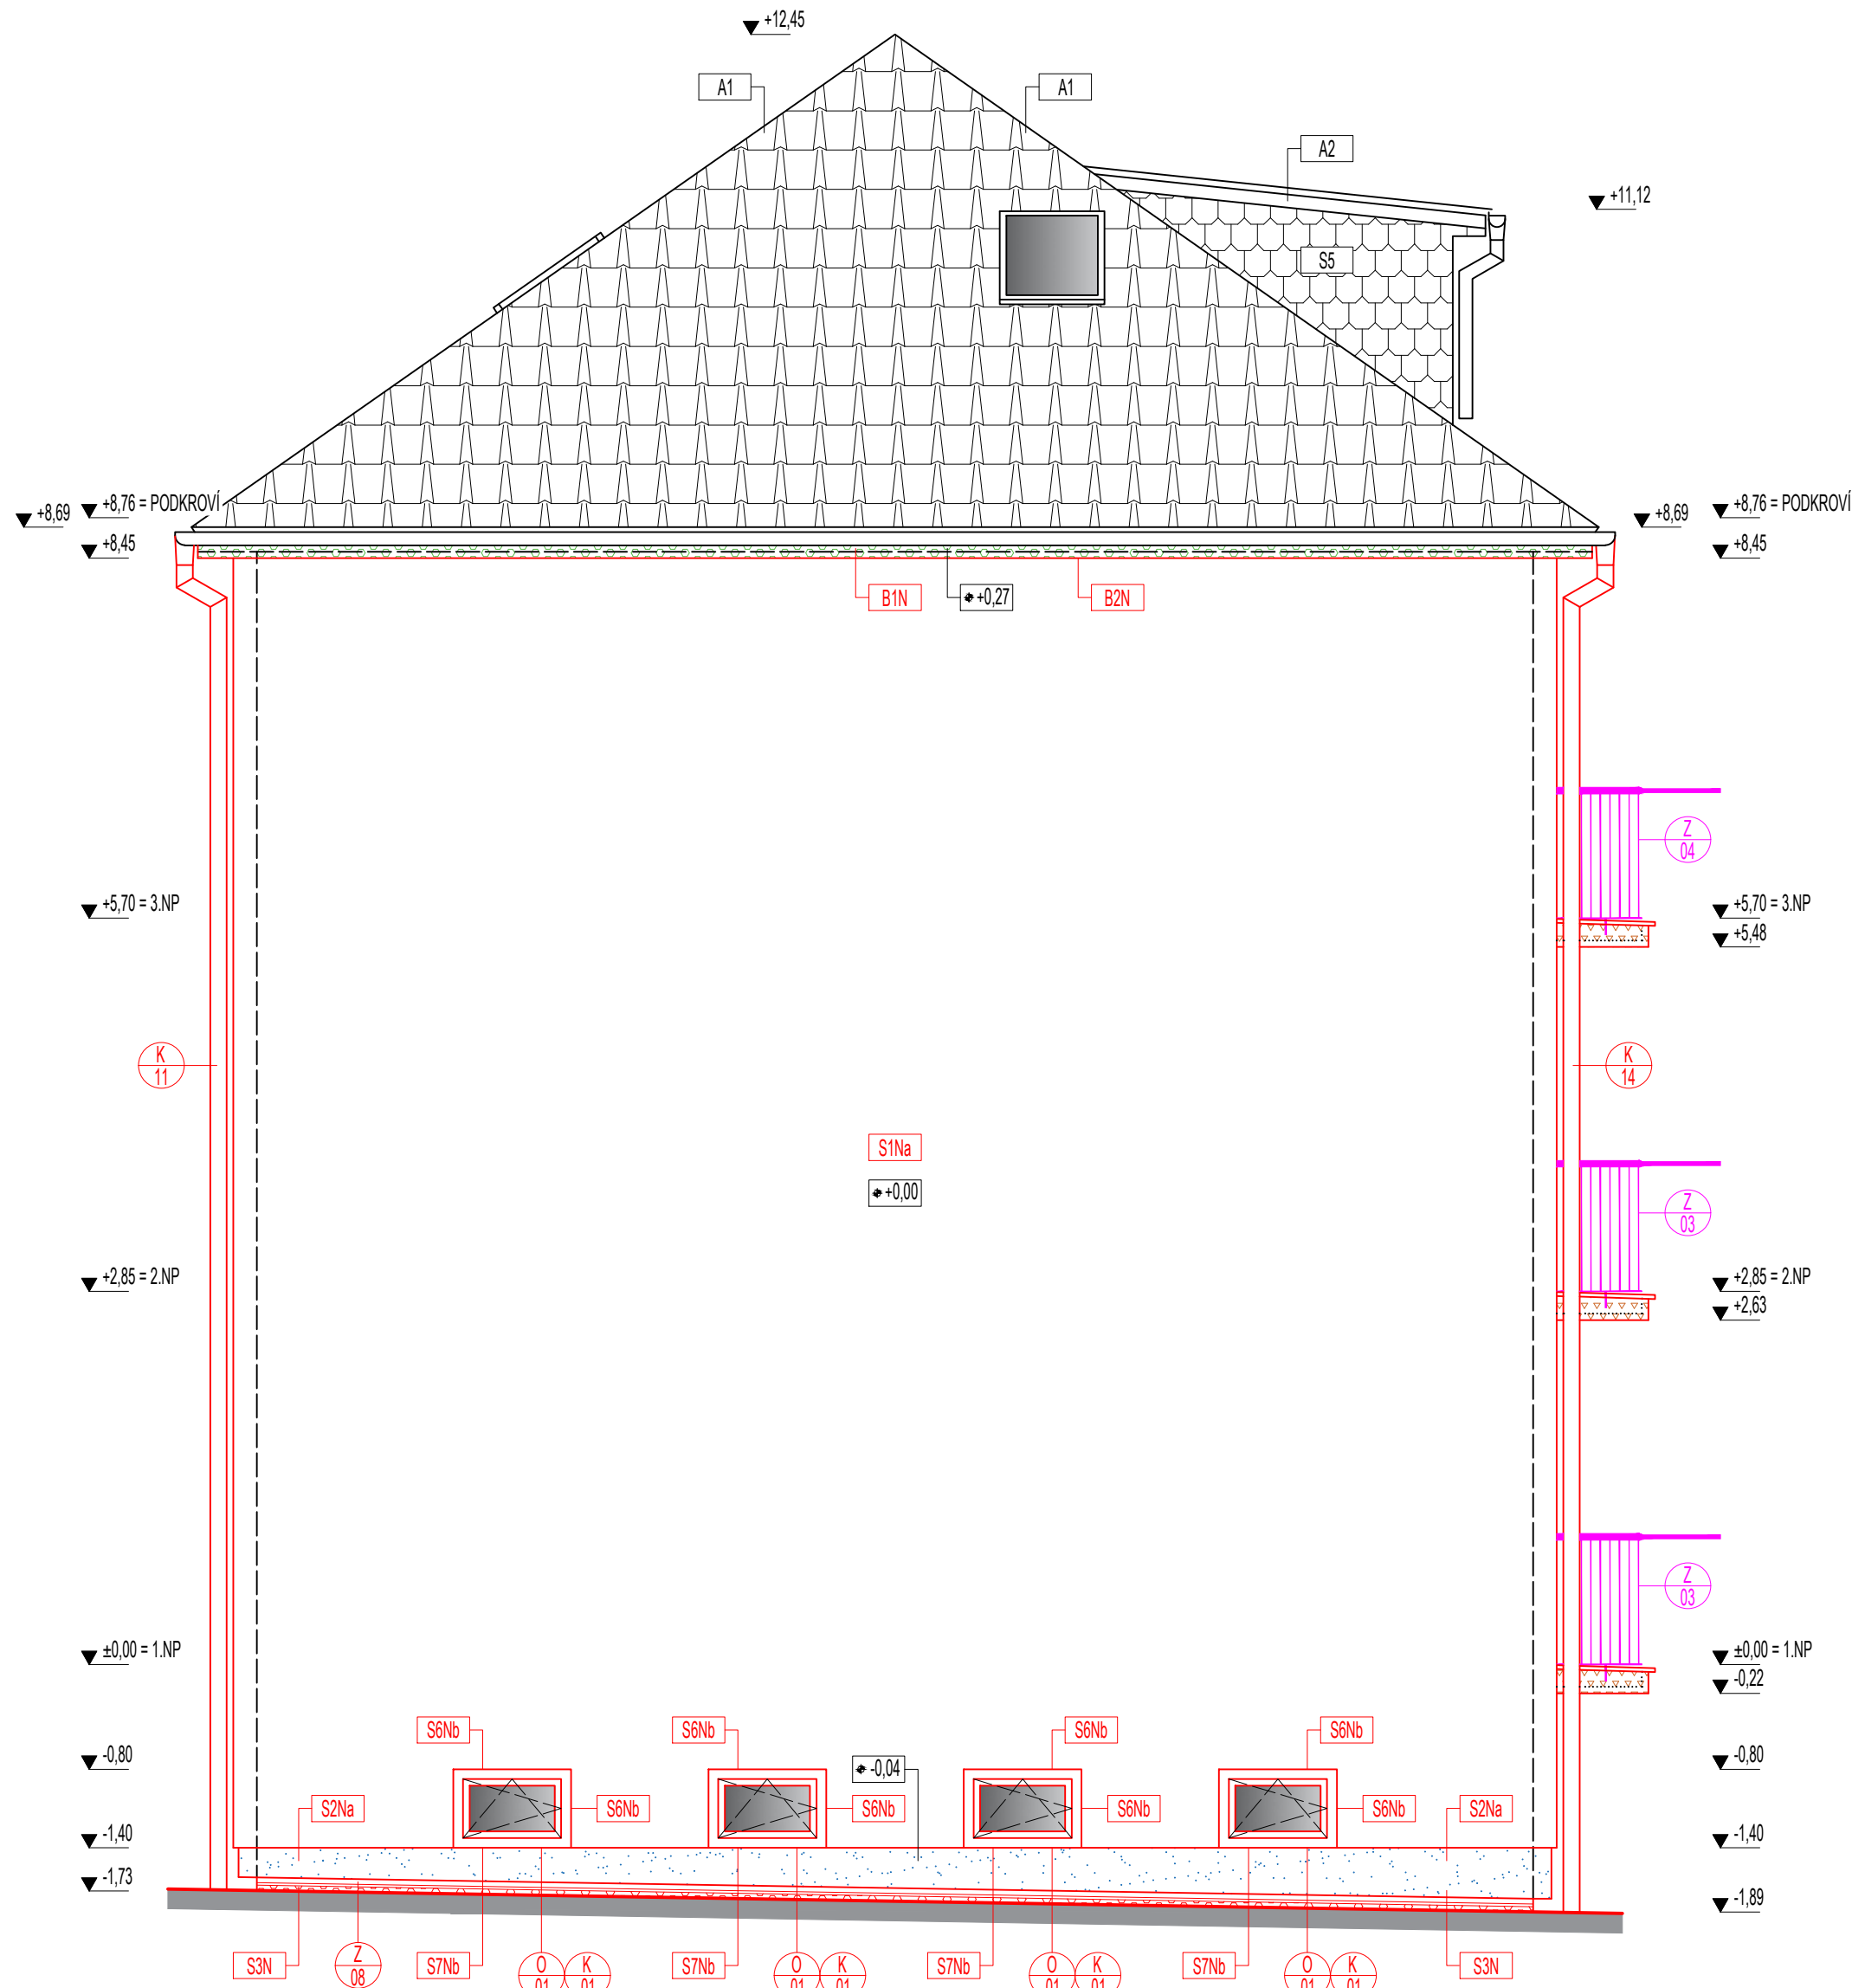 +12,45
A1
A1
A2
+11,12
S5
+8,76 = PODKROVÍ
+8,69
+8,45
+8,76 = PODKROVÍ
+8,69
+8,45
B1N
+0,27
B2N
Z
04
+5,70 = 3.NP
+5,70 = 3.NP
+5,48
K
11
K
14
S1Na
+0,00
Z
03
+2,85 = 2.NP
+2,85 = 2.NP
+2,63
Z
03
±0,00 = 1.NP
±0,00 = 1.NP
-0,22
S6Nb
S6Nb
S6Nb
S6Nb
-0,80
-0,04
-0,80
S2Na
S6Nb
S6Nb
S6Nb
S6Nb
S2Na
-1,40
-1,40
-1,73
-1,89
S3N
Z
08
S7Nb
O
01
K
01
S7Nb
O
01
K
01
S7Nb
O
01
K
01
S7Nb
O
01
K
01
S3N